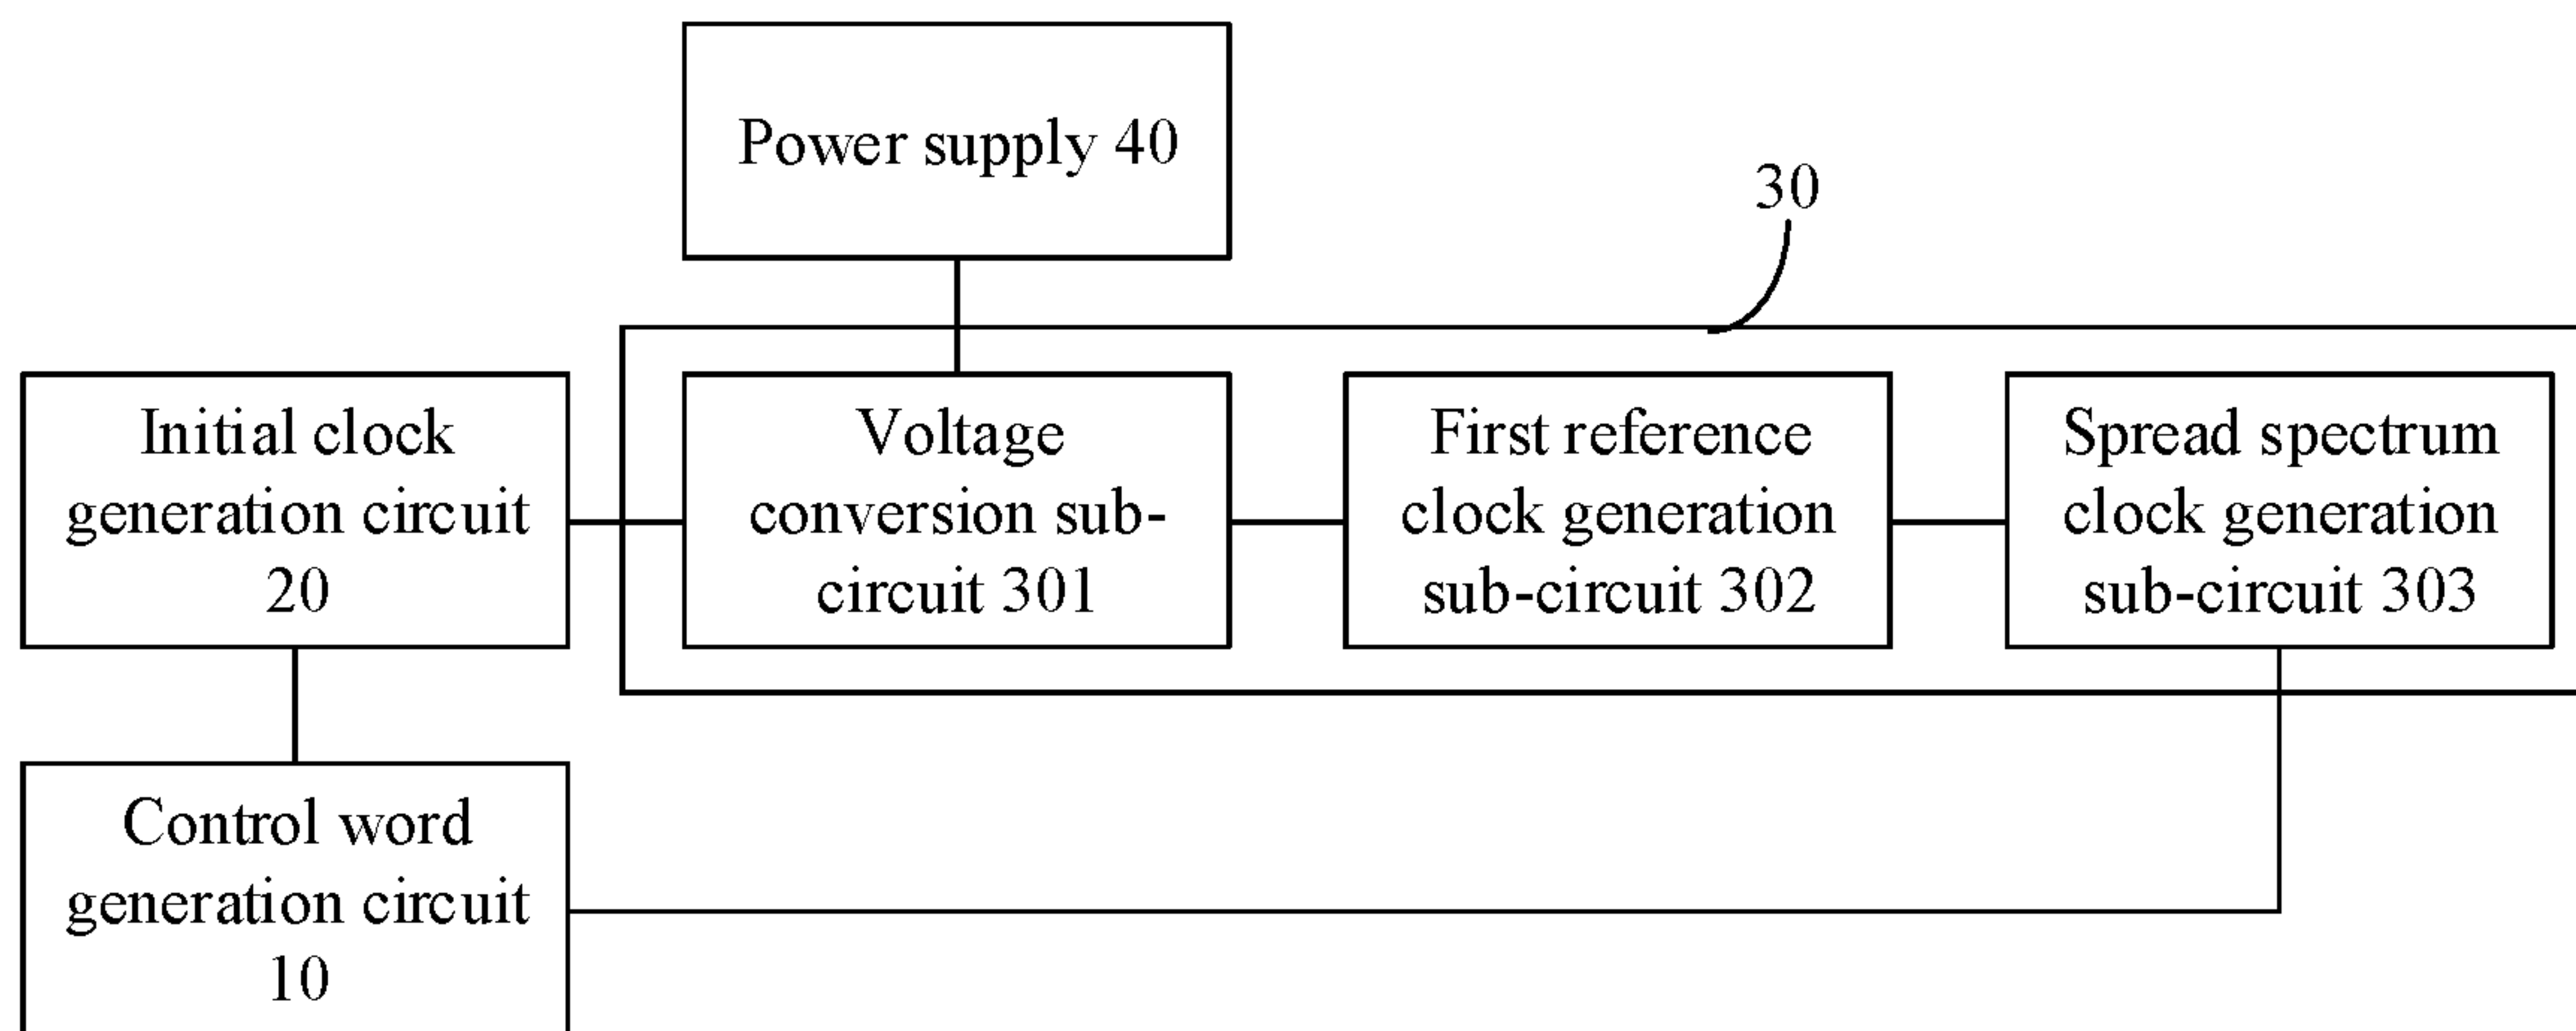 Power supply 40
30
Initial clock
generation circuit
20
Voltage
conversion sub-
circuit 301
First reference
clock generation
sub-circuit 302
Spread spectrum
clock generation
sub-circuit 303
Control word
generation circuit
10